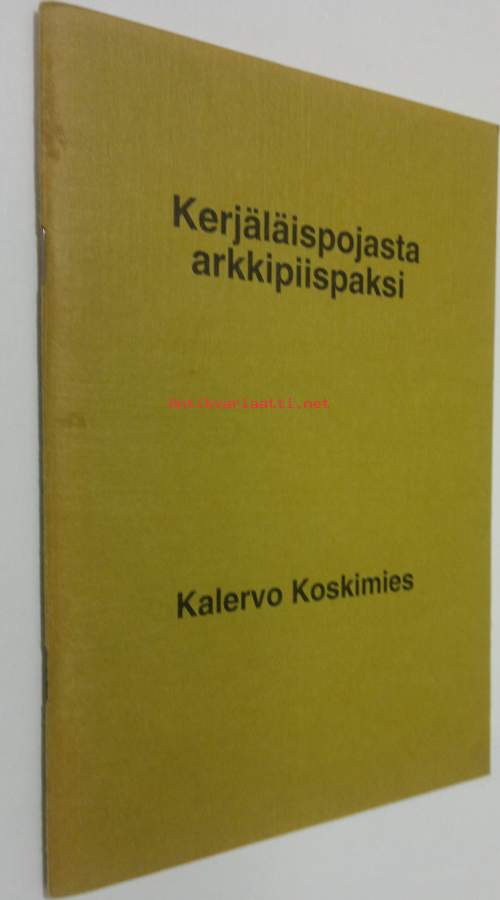 Kerjäläispojasta
arkkipiispaksi
antikvariaatti.net
Kalervo Koskimies